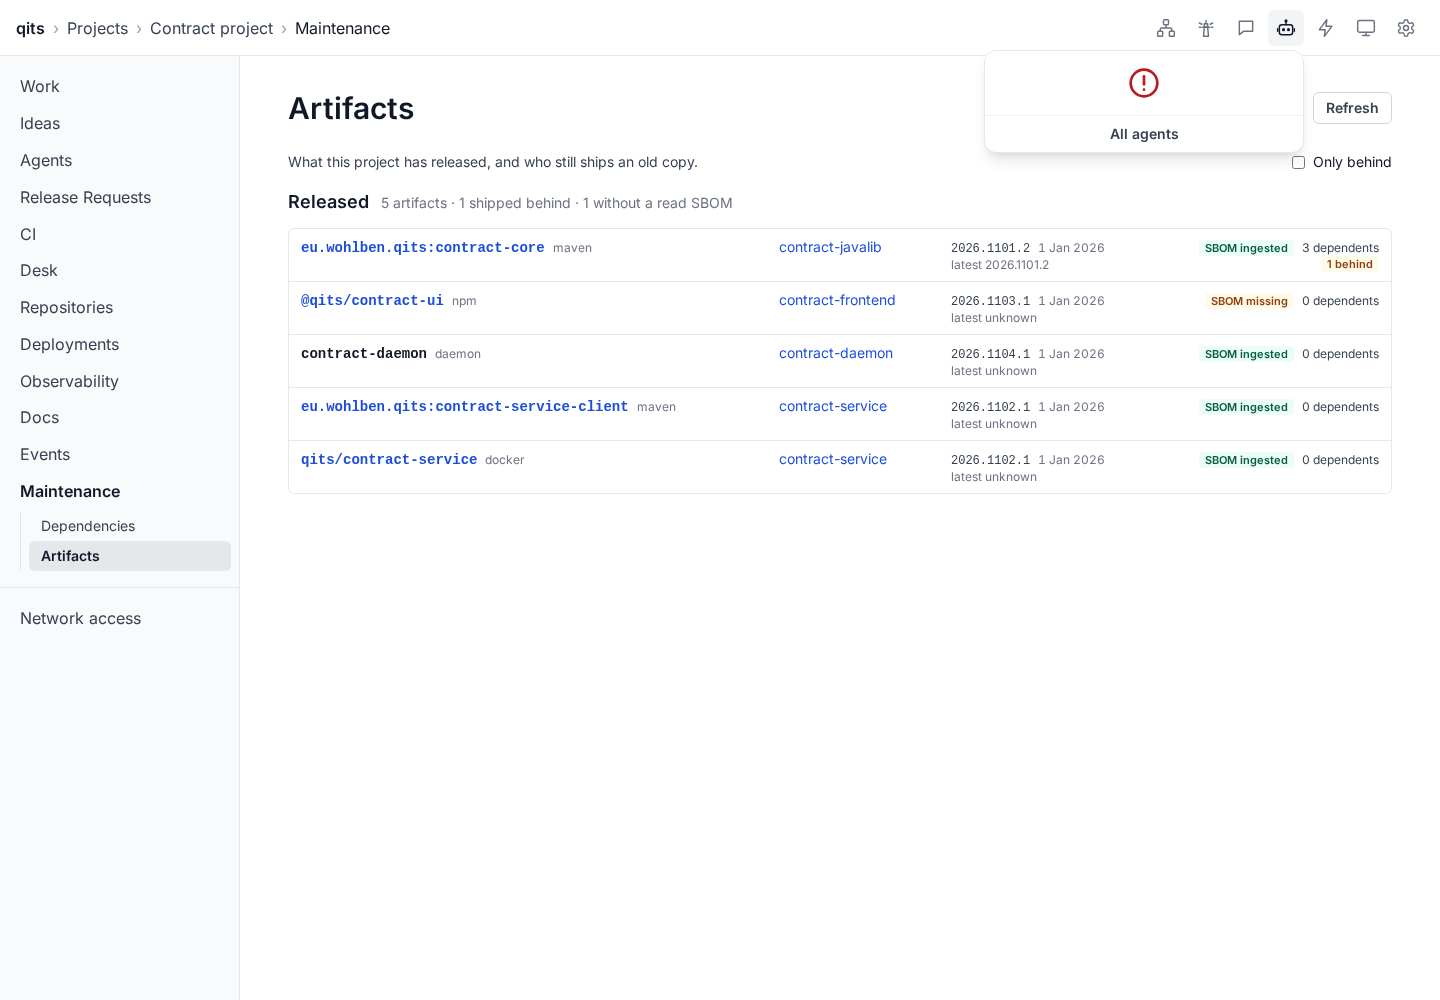 qits › Projects › Contract project › Maintenance
All agents
Work
Ideas
Agents
Release Requests
CI
Desk
Repositories
Deployments
Observability
Docs
Events
Maintenance
Dependencies
Artifacts
Network access
Artifacts
Refresh
What this project has released, and who still ships an old copy.
Only behind
Released 5 artifacts · 1 shipped behind · 1 without a read SBOM
eu.wohlben.qits:contract-core maven contract-javalib 2026.1101.2 1 Jan 2026 SBOM ingested 3 dependents
latest 2026.1101.2 1 behind
@qits/contract-ui npm contract-frontend 2026.1103.1 1 Jan 2026 SBOM missing 0 dependents
latest unknown
contract-daemon daemon contract-daemon 2026.1104.1 1 Jan 2026 SBOM ingested 0 dependents
latest unknown
eu.wohlben.qits:contract-service-client maven contract-service 2026.1102.1 1 Jan 2026 SBOM ingested 0 dependents
latest unknown
qits/contract-service docker contract-service 2026.1102.1 1 Jan 2026 SBOM ingested 0 dependents
latest unknown